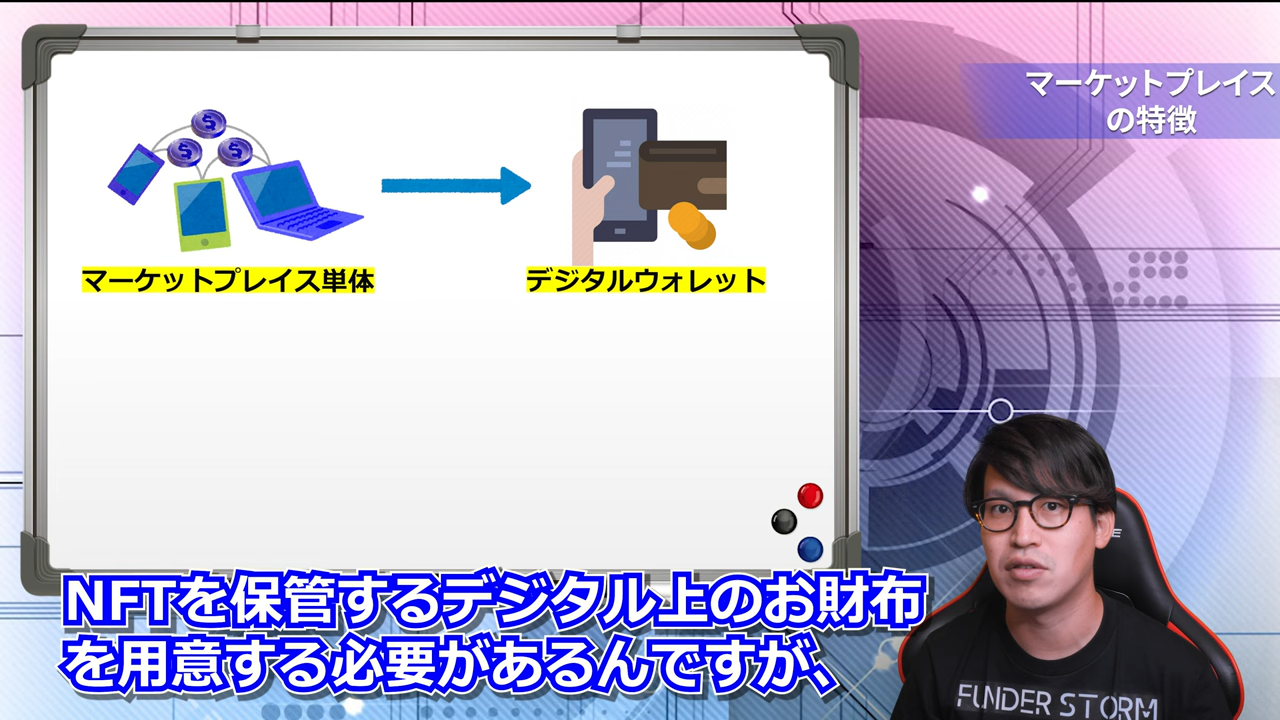 マーケットプレイス
の特徴
マーケットプレイス単体
デジタルウォレット
NFTを保管するデジタル上のお財布
を用意する必要があるんですが、
FUNDER STORM